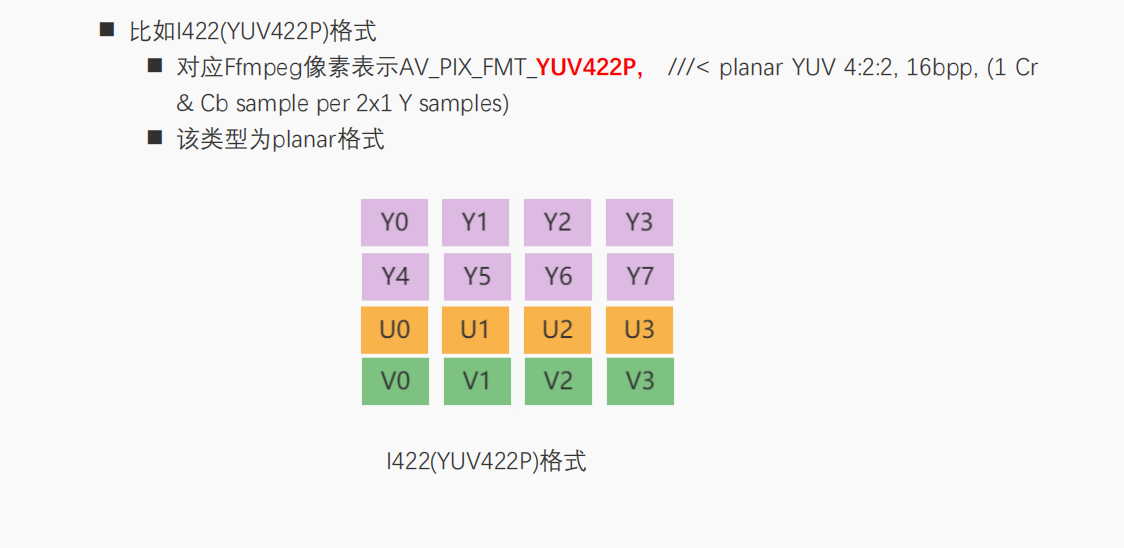 比如I422(YUV422P)格式
对应Ffmpeg像素表示AV_PIX_FMT_YUV422P, ///< planar YUV 4:2:2, 16bpp, (1 Cr
& Cb sample per 2x1 Y samples)
该类型为planar格式
Y0 Y1 Y2 Y3
Y4 Y5 Y6 Y7
U0 U1 U2 U3
V0 V1 V2 V3
I422(YUV422P)格式